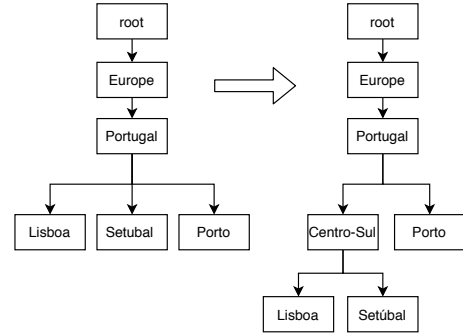 root
Europe
Portugal
Lisboa Setubal Porto
root
Europe
Portugal
Centro-Sul Porto
Lisboa Setúbal